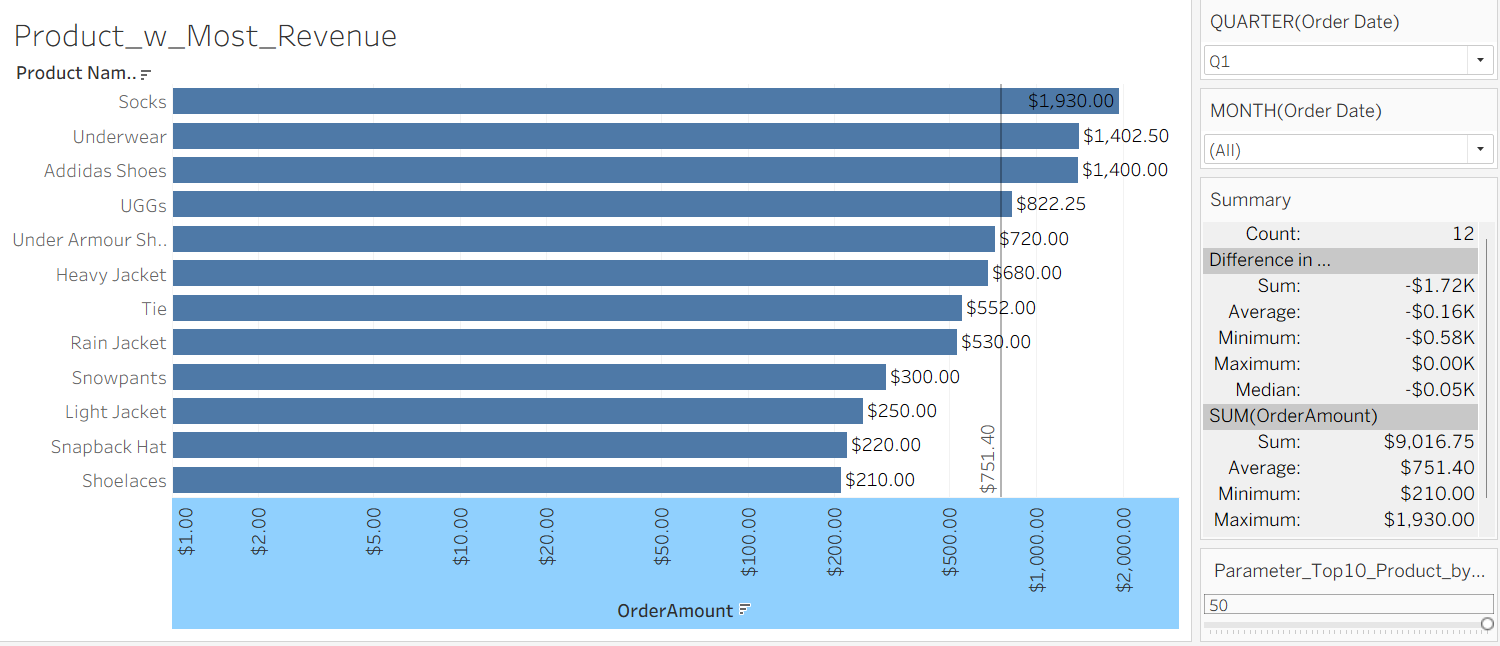 Product_w_Most_Revenue
Product Nam..
Socks $1,930.00
Underwear $1,402.50
Addidas Shoes $1,400.00
UGGs $822.25
Under Armour Sh.. $720.00
Heavy Jacket $680.00
Tie $552.00
Rain Jacket $530.00
Snowpants $300.00
Light Jacket $250.00
Snapback Hat $220.00
Shoelaces $210.00
$751.40
$1.00 $2.00 $5.00 $10.00 $20.00 $50.00 $100.00 $200.00 $500.00 $1,000.00 $2,000.00
OrderAmount
QUARTER(Order Date)
Q1
MONTH(Order Date)
(All)
Summary
Count: 12
Difference in ...
Sum: -$1.72K
Average: -$0.16K
Minimum: -$0.58K
Maximum: $0.00K
Median: -$0.05K
SUM(OrderAmount)
Sum: $9,016.75
Average: $751.40
Minimum: $210.00
Maximum: $1,930.00
Parameter_Top10_Product_by...
50